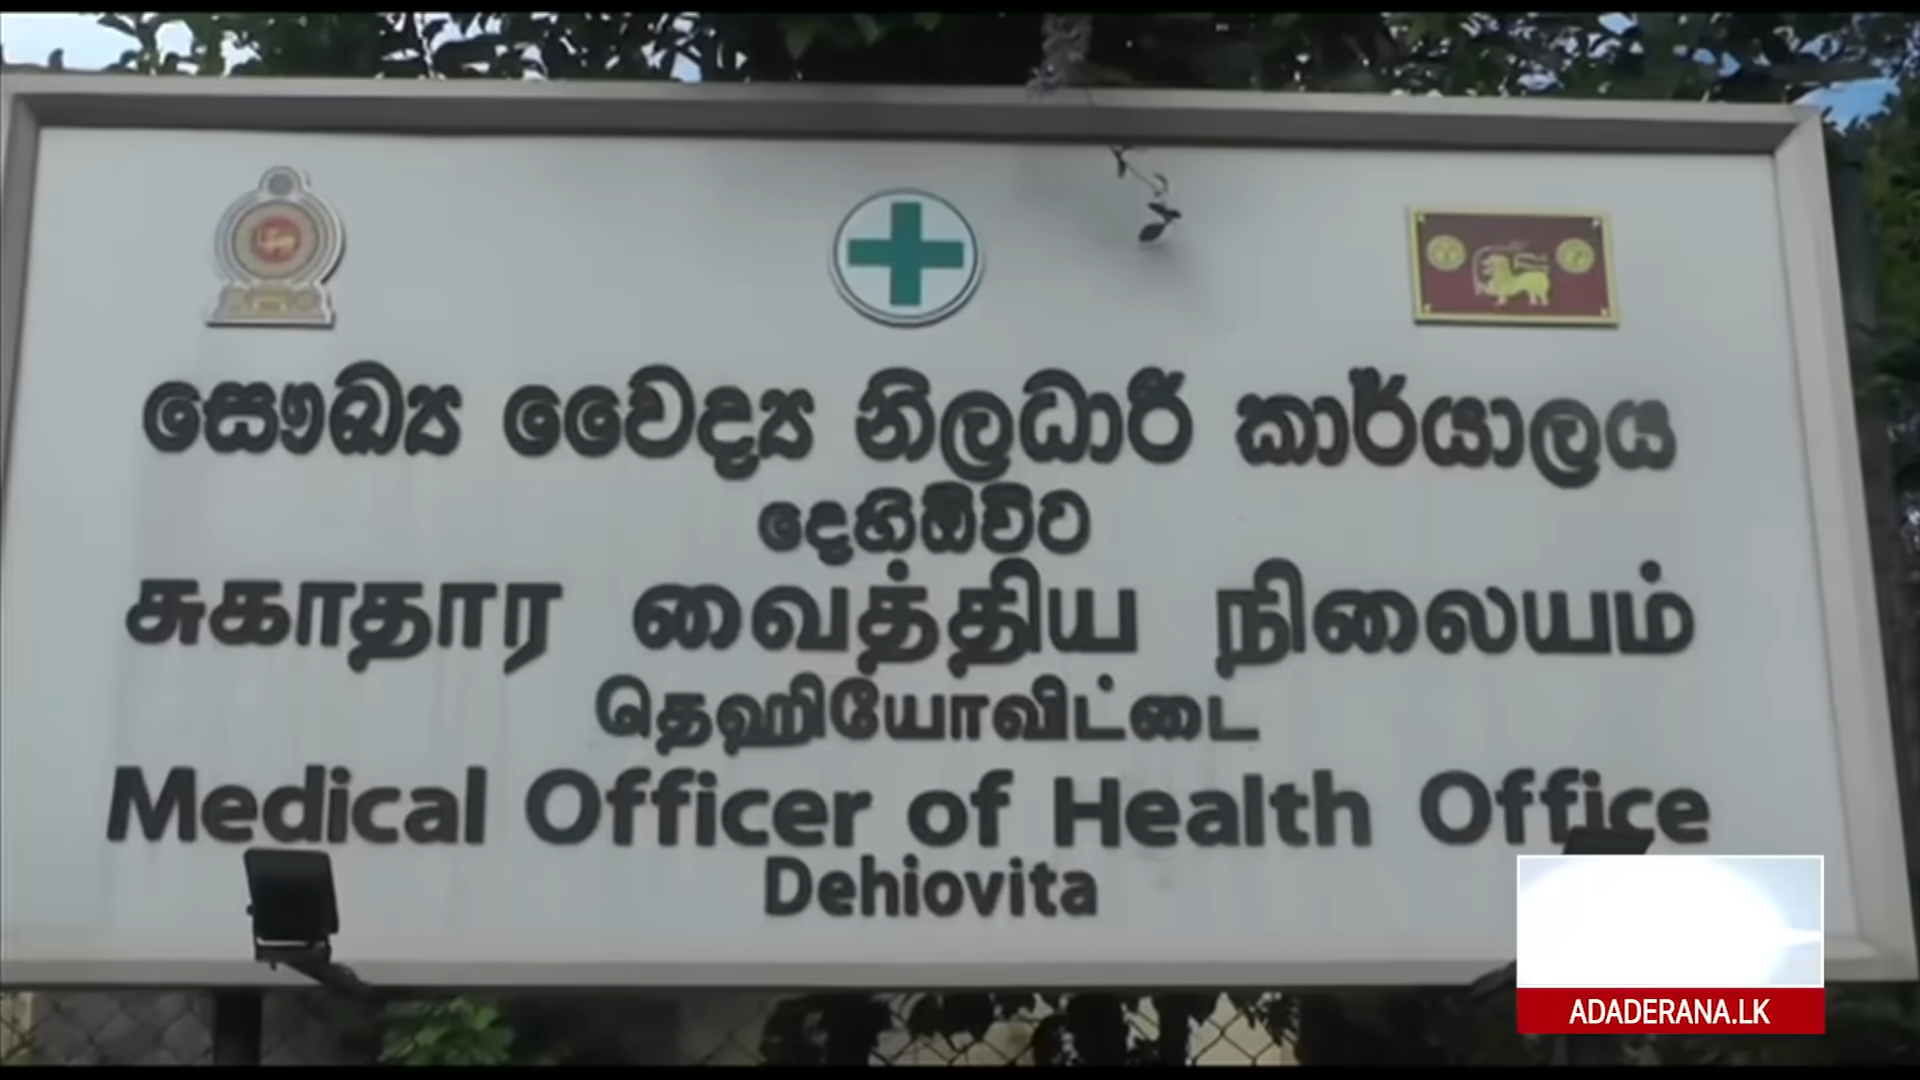 සෞඛ්‍ය වෛද්‍ය නිලධාරී කාර්යාලය
දෙහිඕවිට
சுகாதார வைத்திய நிலையம்
தெஹியோவிட்டை
Medical Officer of Health Office
Dehiovita
ADADERANA.LK